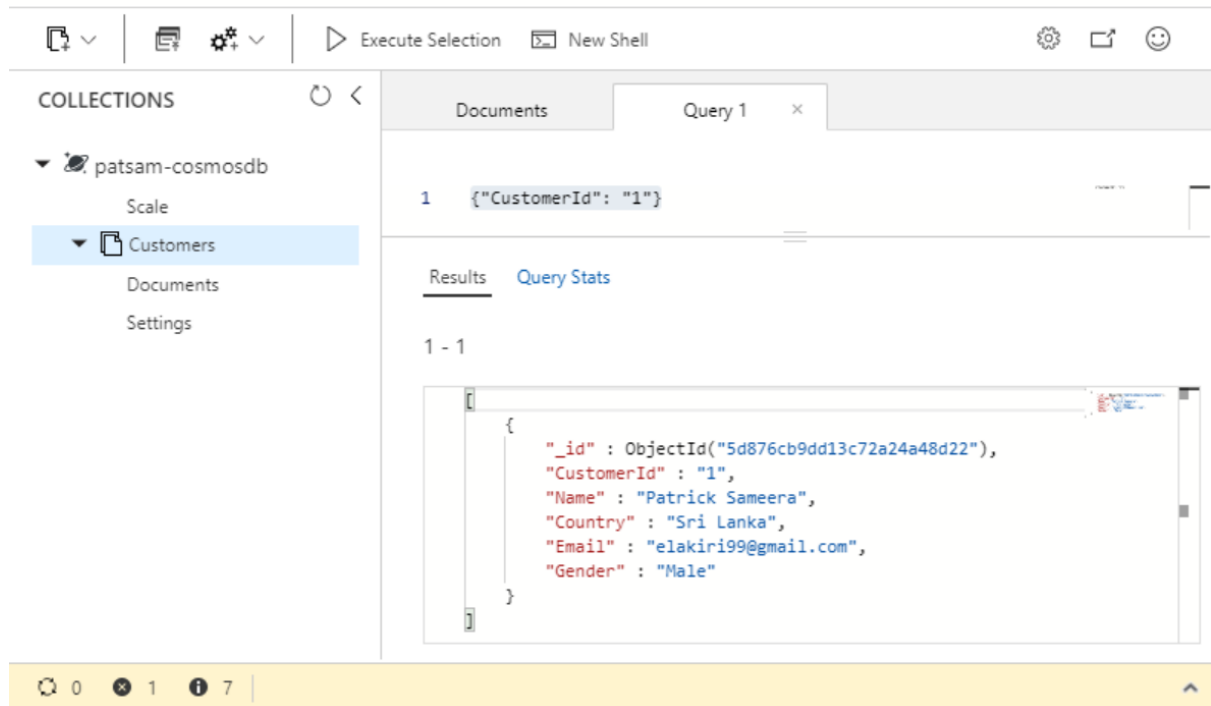 Execute Selection New Shell
COLLECTIONS
Documents Query 1 ×
patsam-cosmosdb
Scale
Customers
Documents
Settings
1 {"CustomerId": "1"}
Results Query Stats
1 - 1
[
{
"_id" : ObjectId("5d876cb9dd13c72a24a48d22"),
"CustomerId" : "1",
"Name" : "Patrick Sameera",
"Country" : "Sri Lanka",
"Email" : "elakiri99@gmail.com",
"Gender" : "Male"
}
]
0 1 7